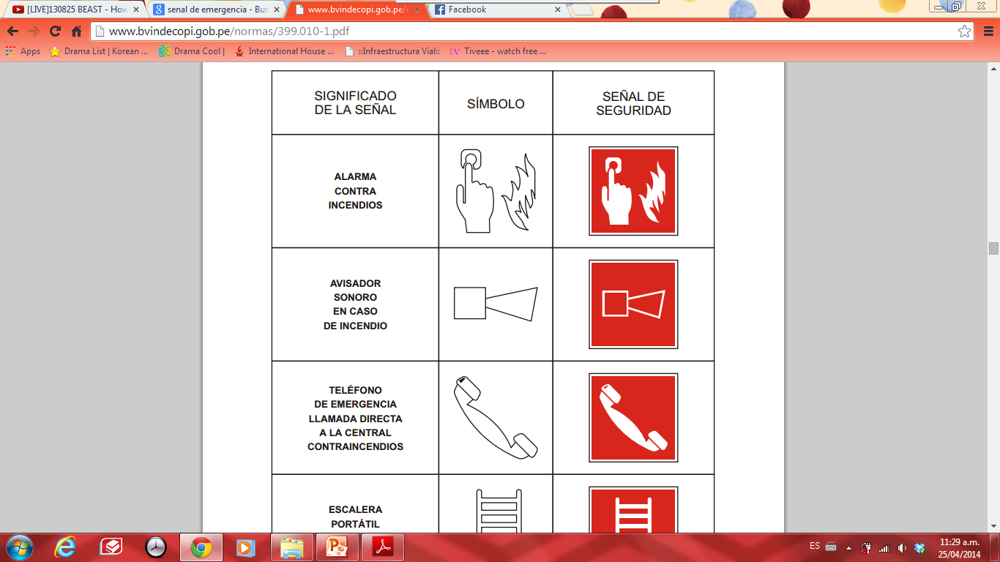 [LIVE]130825 BEAST - How
senal de emergencia - Bus
www.bvindecopi.gob.pe/
Facebook
www.bvindecopi.gob.pe/normas/399.010-1.pdf
Apps
Drama List | Korean ...
Drama Cool |
International House ...
::Infraestructura Vial::
Tiveee - watch free ...
SIGNIFICADO
DE LA SEÑAL
SÍMBOLO
SEÑAL DE
SEGURIDAD
ALARMA
CONTRA
INCENDIOS
AVISADOR
SONORO
EN CASO
DE INCENDIO
TELÉFONO
DE EMERGENCIA
LLAMADA DIRECTA
A LA CENTRAL
CONTRAINCENDIOS
ESCALERA
PORTÁTIL
ES
11:29 a.m.
25/04/2014